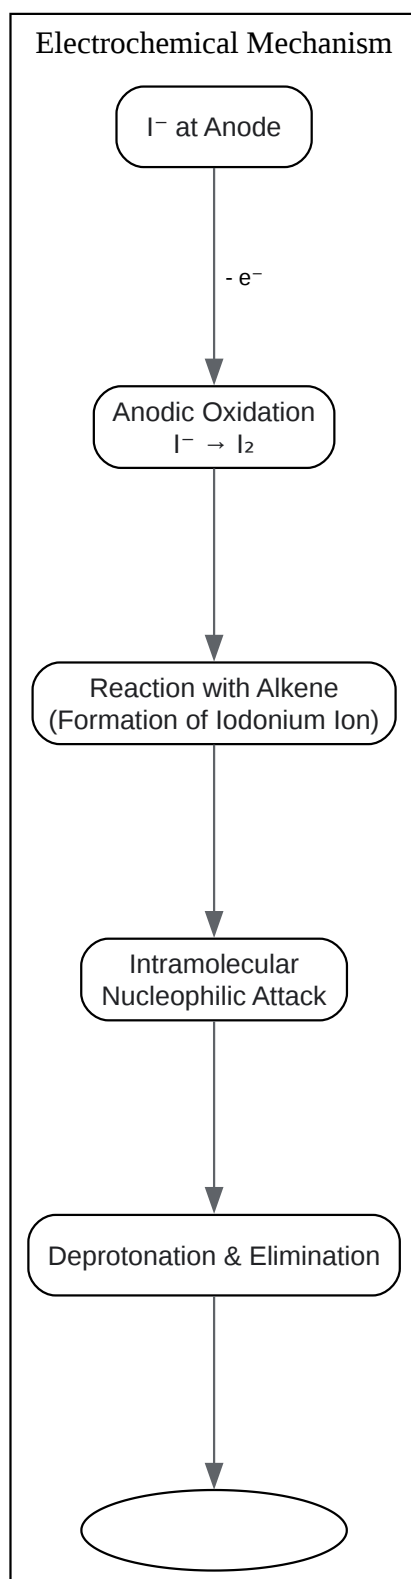 Electrochemical Mechanism
I⁻ at Anode
- e⁻
Anodic Oxidation
I⁻ → I₂
Reaction with Alkene
(Formation of Iodonium Ion)
Intramolecular
Nucleophilic Attack
Deprotonation & Elimination